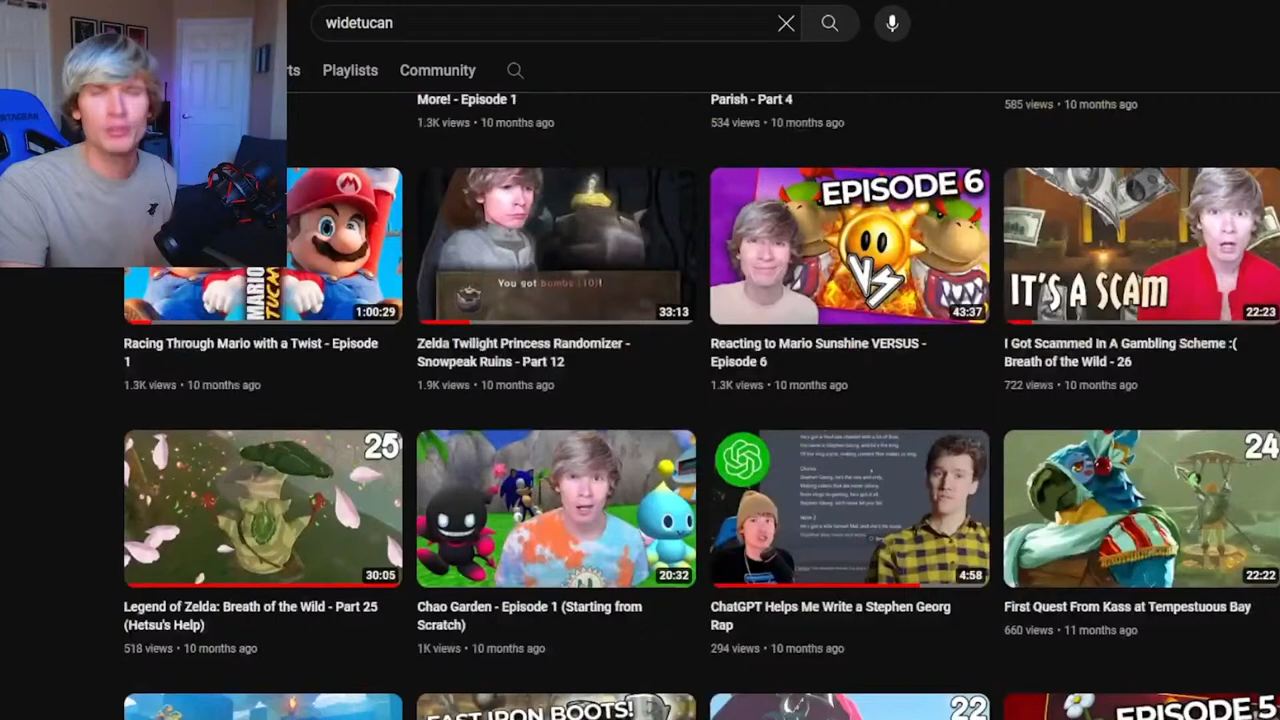 widetucan
rts Playlists Community
More! - Episode 1
1.3K views • 10 months ago
Parish - Part 4
534 views • 10 months ago
585 views • 10 months ago
MARIO
TUCAN
1:00:29
You got bombs (10)!
33:13
EPISODE 6
VS
43:37
IT'S A SCAM
22:23
Racing Through Mario with a Twist - Episode
1
1.3K views • 10 months ago
Zelda Twilight Princess Randomizer -
Snowpeak Ruins - Part 12
1.9K views • 10 months ago
Reacting to Mario Sunshine VERSUS -
Episode 6
1.3K views • 10 months ago
I Got Scammed In A Gambling Scheme :(
Breath of the Wild - 26
722 views • 10 months ago
25
30:05
20:32
4:58
24
22:22
Legend of Zelda: Breath of the Wild - Part 25
(Hetsu's Help)
518 views • 10 months ago
Chao Garden - Episode 1 (Starting from
Scratch)
1K views • 10 months ago
ChatGPT Helps Me Write a Stephen Georg
Rap
294 views • 10 months ago
First Quest From Kass at Tempestuous Bay
660 views • 11 months ago
FAST IRON BOOTS!
22
EPISODE 5